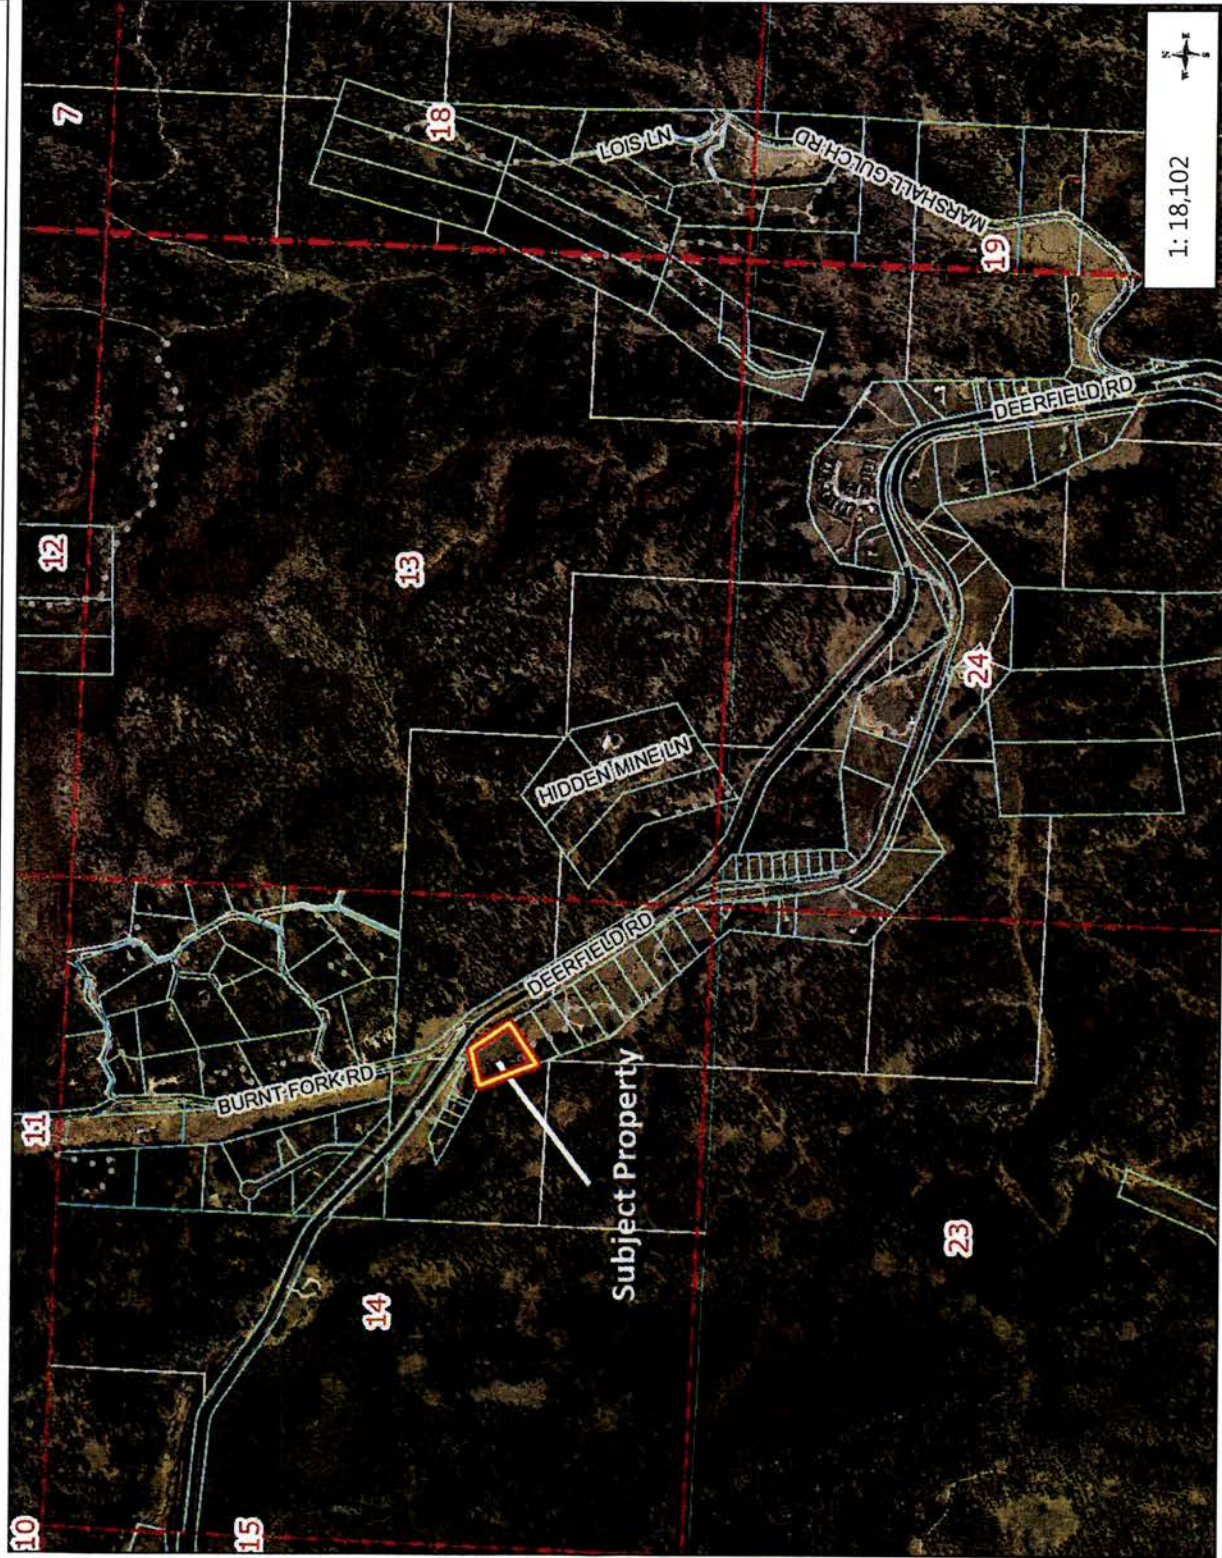 7
18
LOIS LN
MARSHALL GULCH RD
19
12
13
DEERFIELD RD
24
HIDDEN MINE LN
DEERFIELD RD
11
BURNT FORK RD
Subject Property
14
23
10
15
N
W E
S
1: 18,102